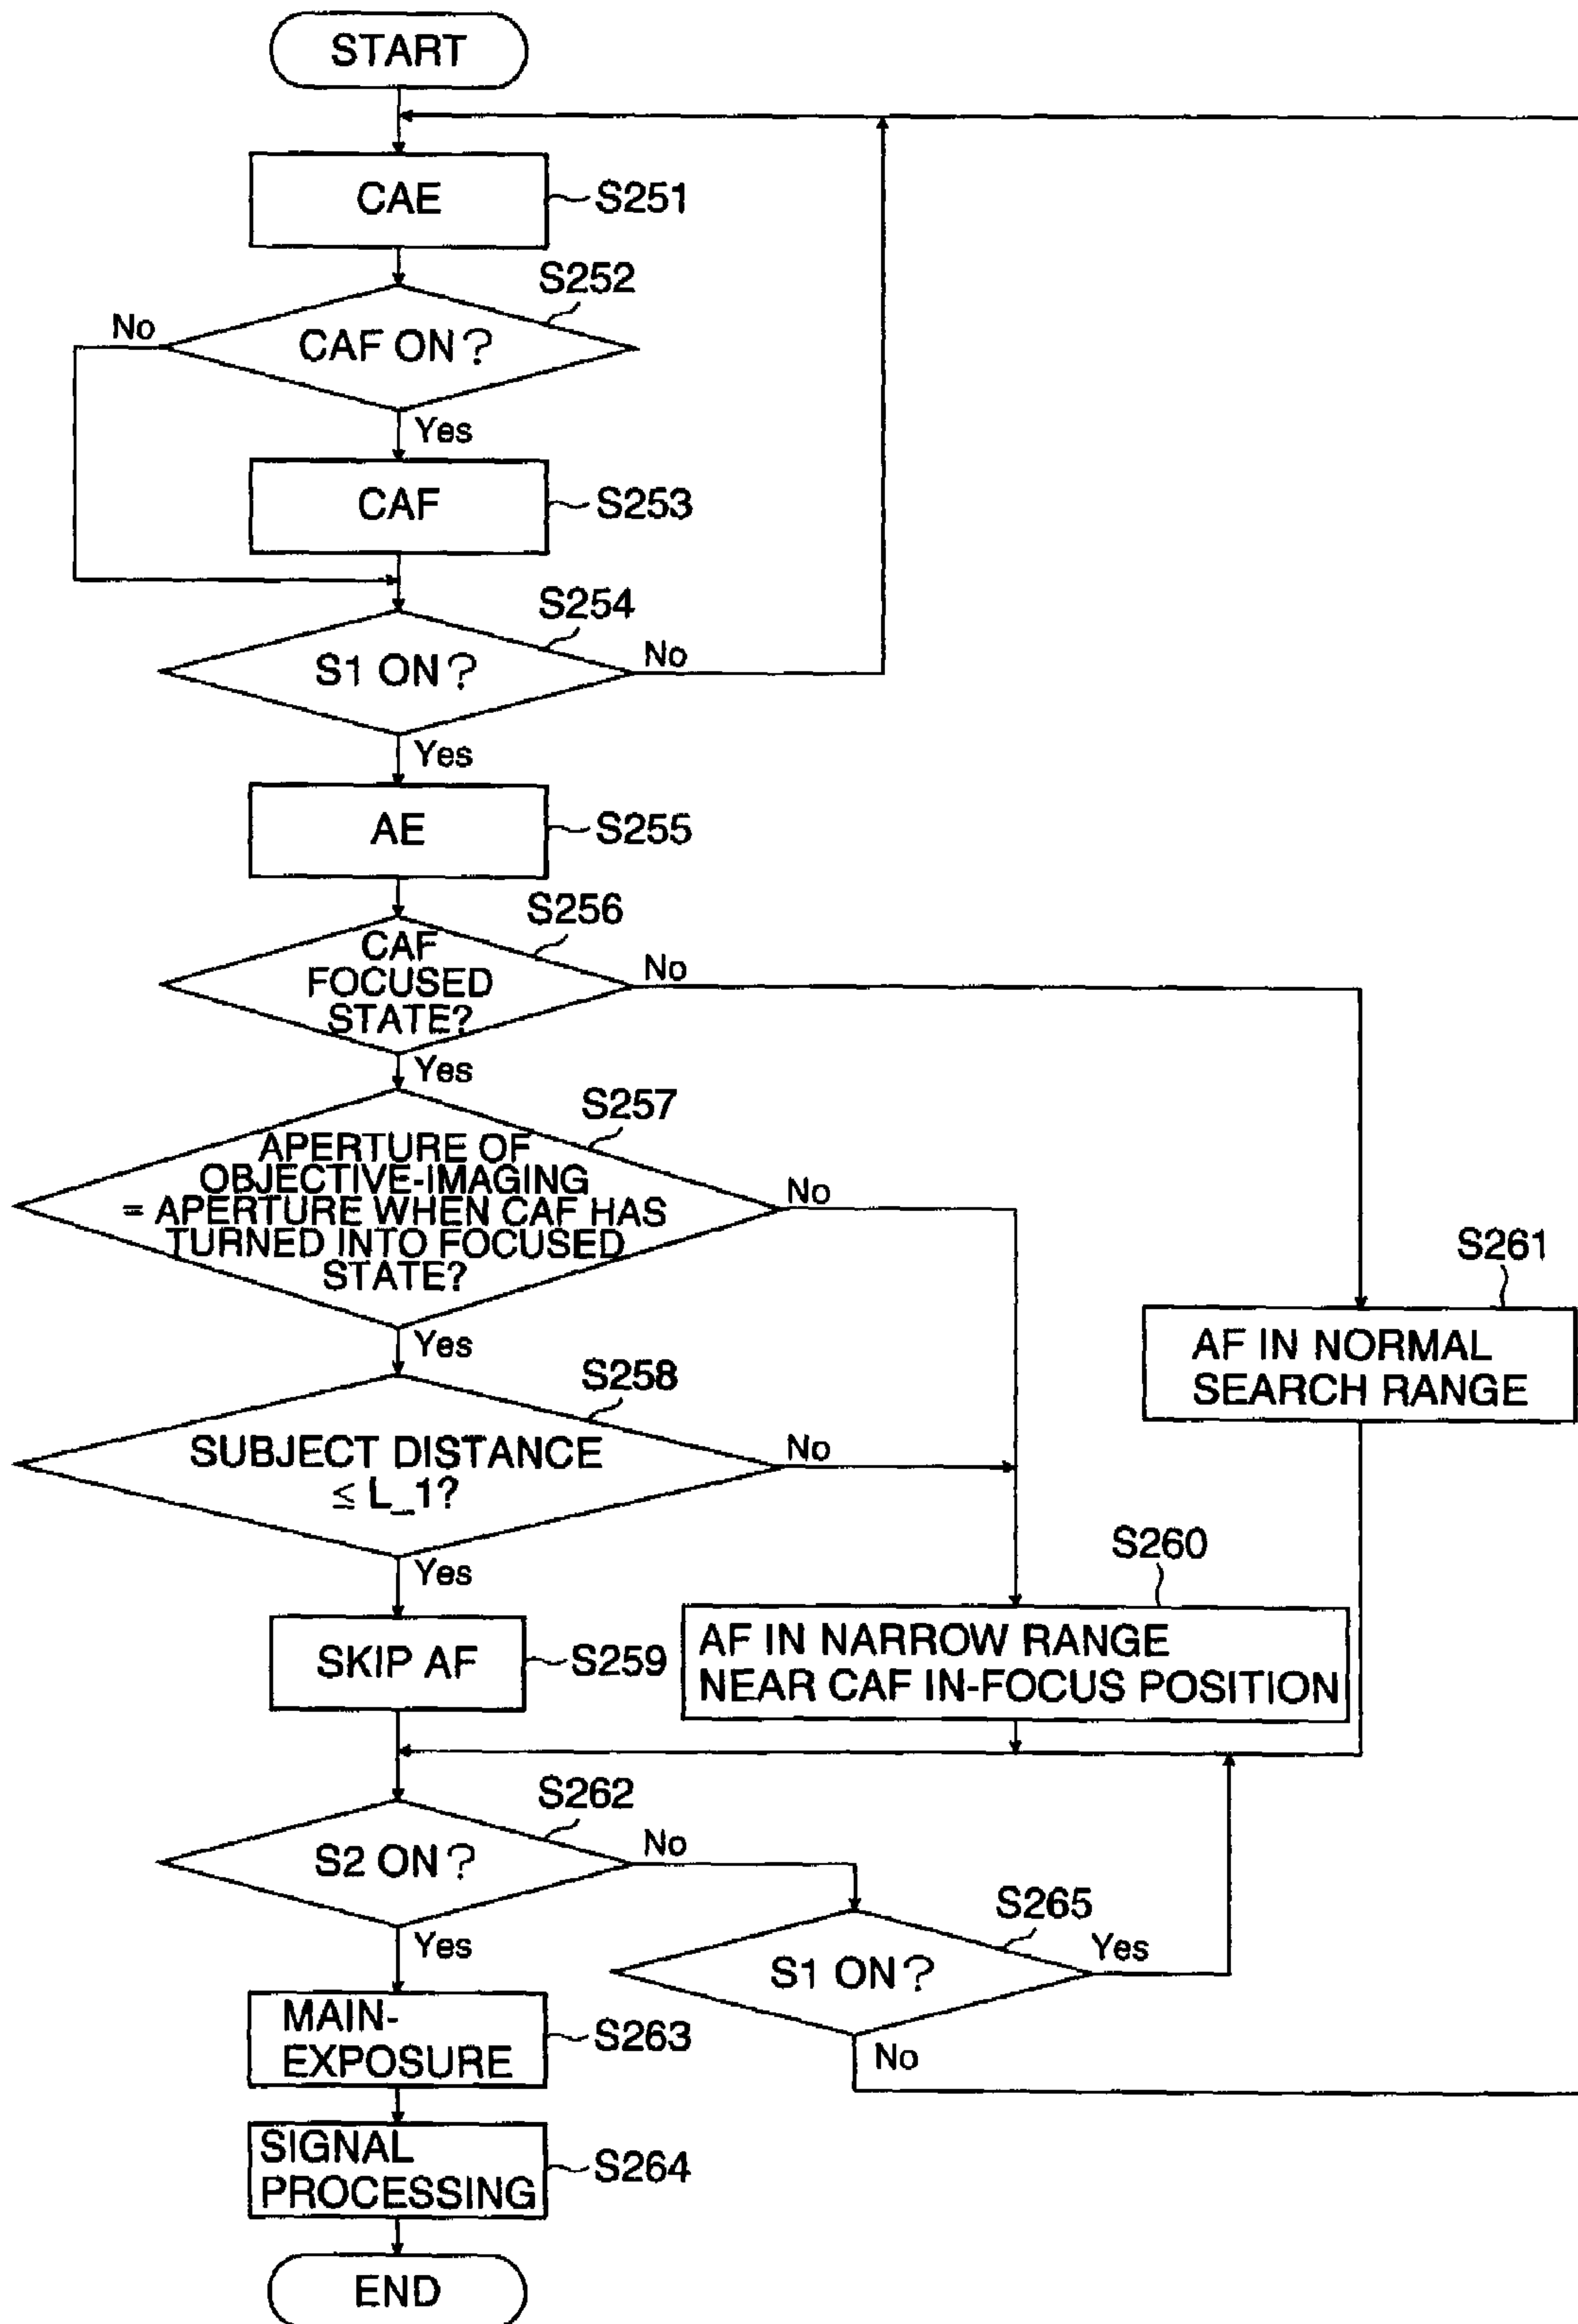 START
CAE
S251
S252
No
CAF ON?
Yes
CAF
S253
S254
S1 ON?
No
Yes
AE
S255
S256
CAF
FOCUSED
STATE?
No
Yes
S257
APERTURE OF
OBJECTIVE-IMAGING
= APERTURE WHEN CAF HAS
TURNED INTO FOCUSED
STATE?
No
Yes
S261
AF IN NORMAL
SEARCH RANGE
S258
SUBJECT DISTANCE
≤ L_1?
No
Yes
S260
AF IN NARROW RANGE
NEAR CAF IN-FOCUS POSITION
SKIP AF
S259
S262
S2 ON?
No
Yes
S265
S1 ON?
Yes
No
MAIN-
EXPOSURE
S263
SIGNAL
PROCESSING
S264
END